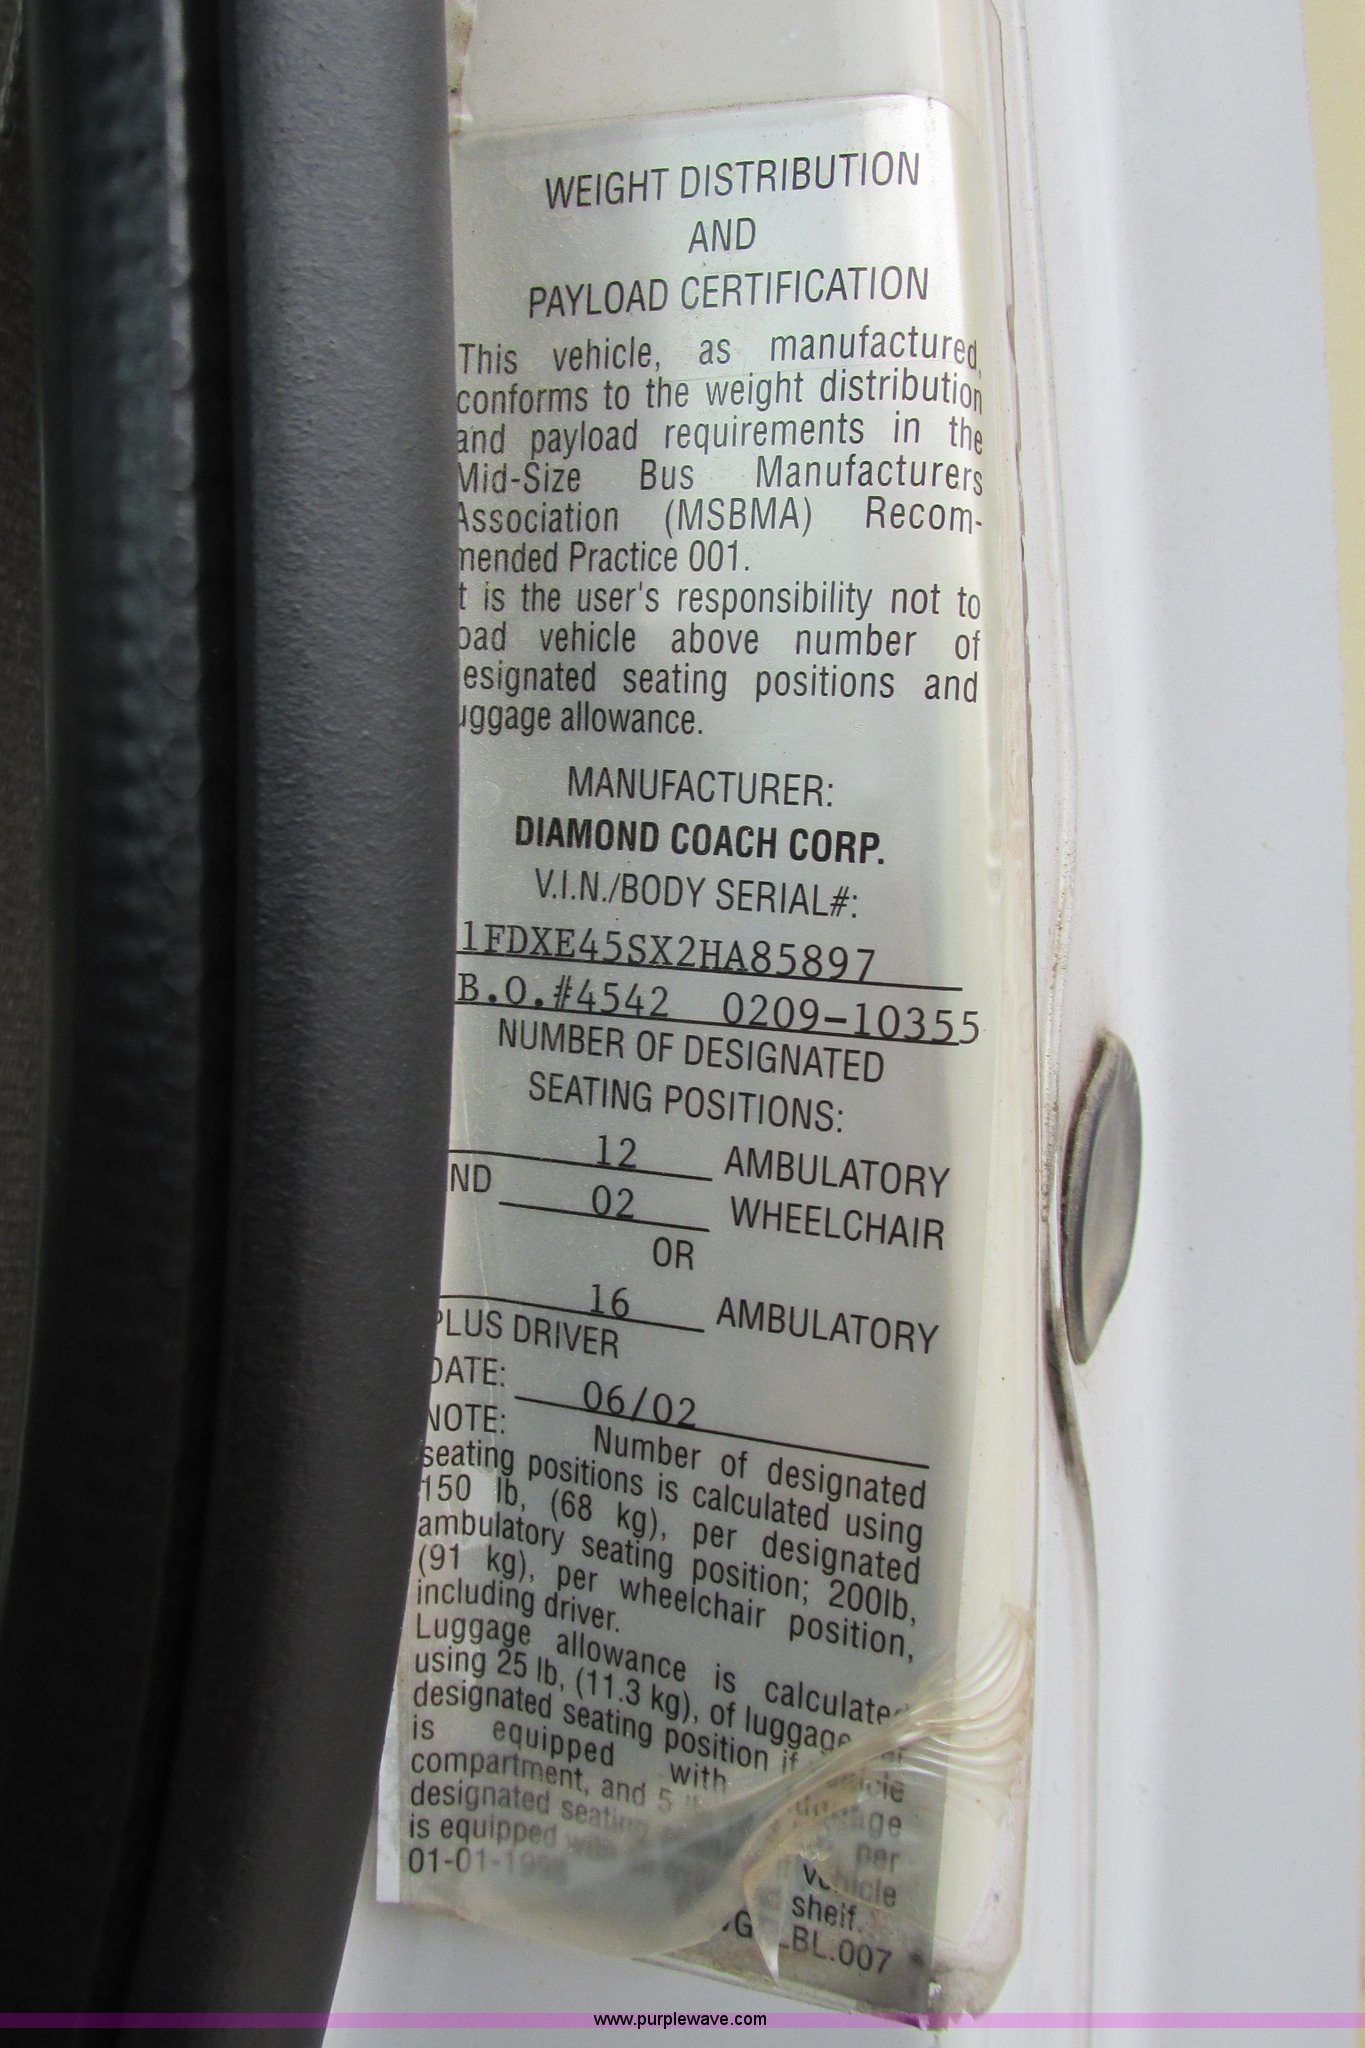 WEIGHT DISTRIBUTION
AND
PAYLOAD CERTIFICATION
This vehicle, as manufactured,
conforms to the weight distribution
and payload requirements in the
Mid-Size Bus Manufacturers
Association (MSBMA) Recom-
mended Practice 001.
t is the user's responsibility not to
oad vehicle above number of
esignated seating positions and
uggage allowance.
MANUFACTURER:
DIAMOND COACH CORP.
V.I.N./BODY SERIAL#:
1FDXE45SX2HA85897
B.O.#4542 0209-10355
NUMBER OF DESIGNATED
SEATING POSITIONS:
12 AMBULATORY
ND 02 WHEELCHAIR
OR
16 AMBULATORY
PLUS DRIVER
DATE: 06/02
NOTE: Number of designated
seating positions is calculated using
150 lb, (68 kg), per designated
ambulatory seating position; 200lb,
(91 kg), per wheelchair position,
including driver.
Luggage allowance is calculated
using 25 lb, (11.3 kg), of luggage
designated seating position if vehicle
is equipped with
compartment, and 5
designated seating per
is equipped vehicle
01-01-1998 shelf.
LBL.007
www.purplewave.com